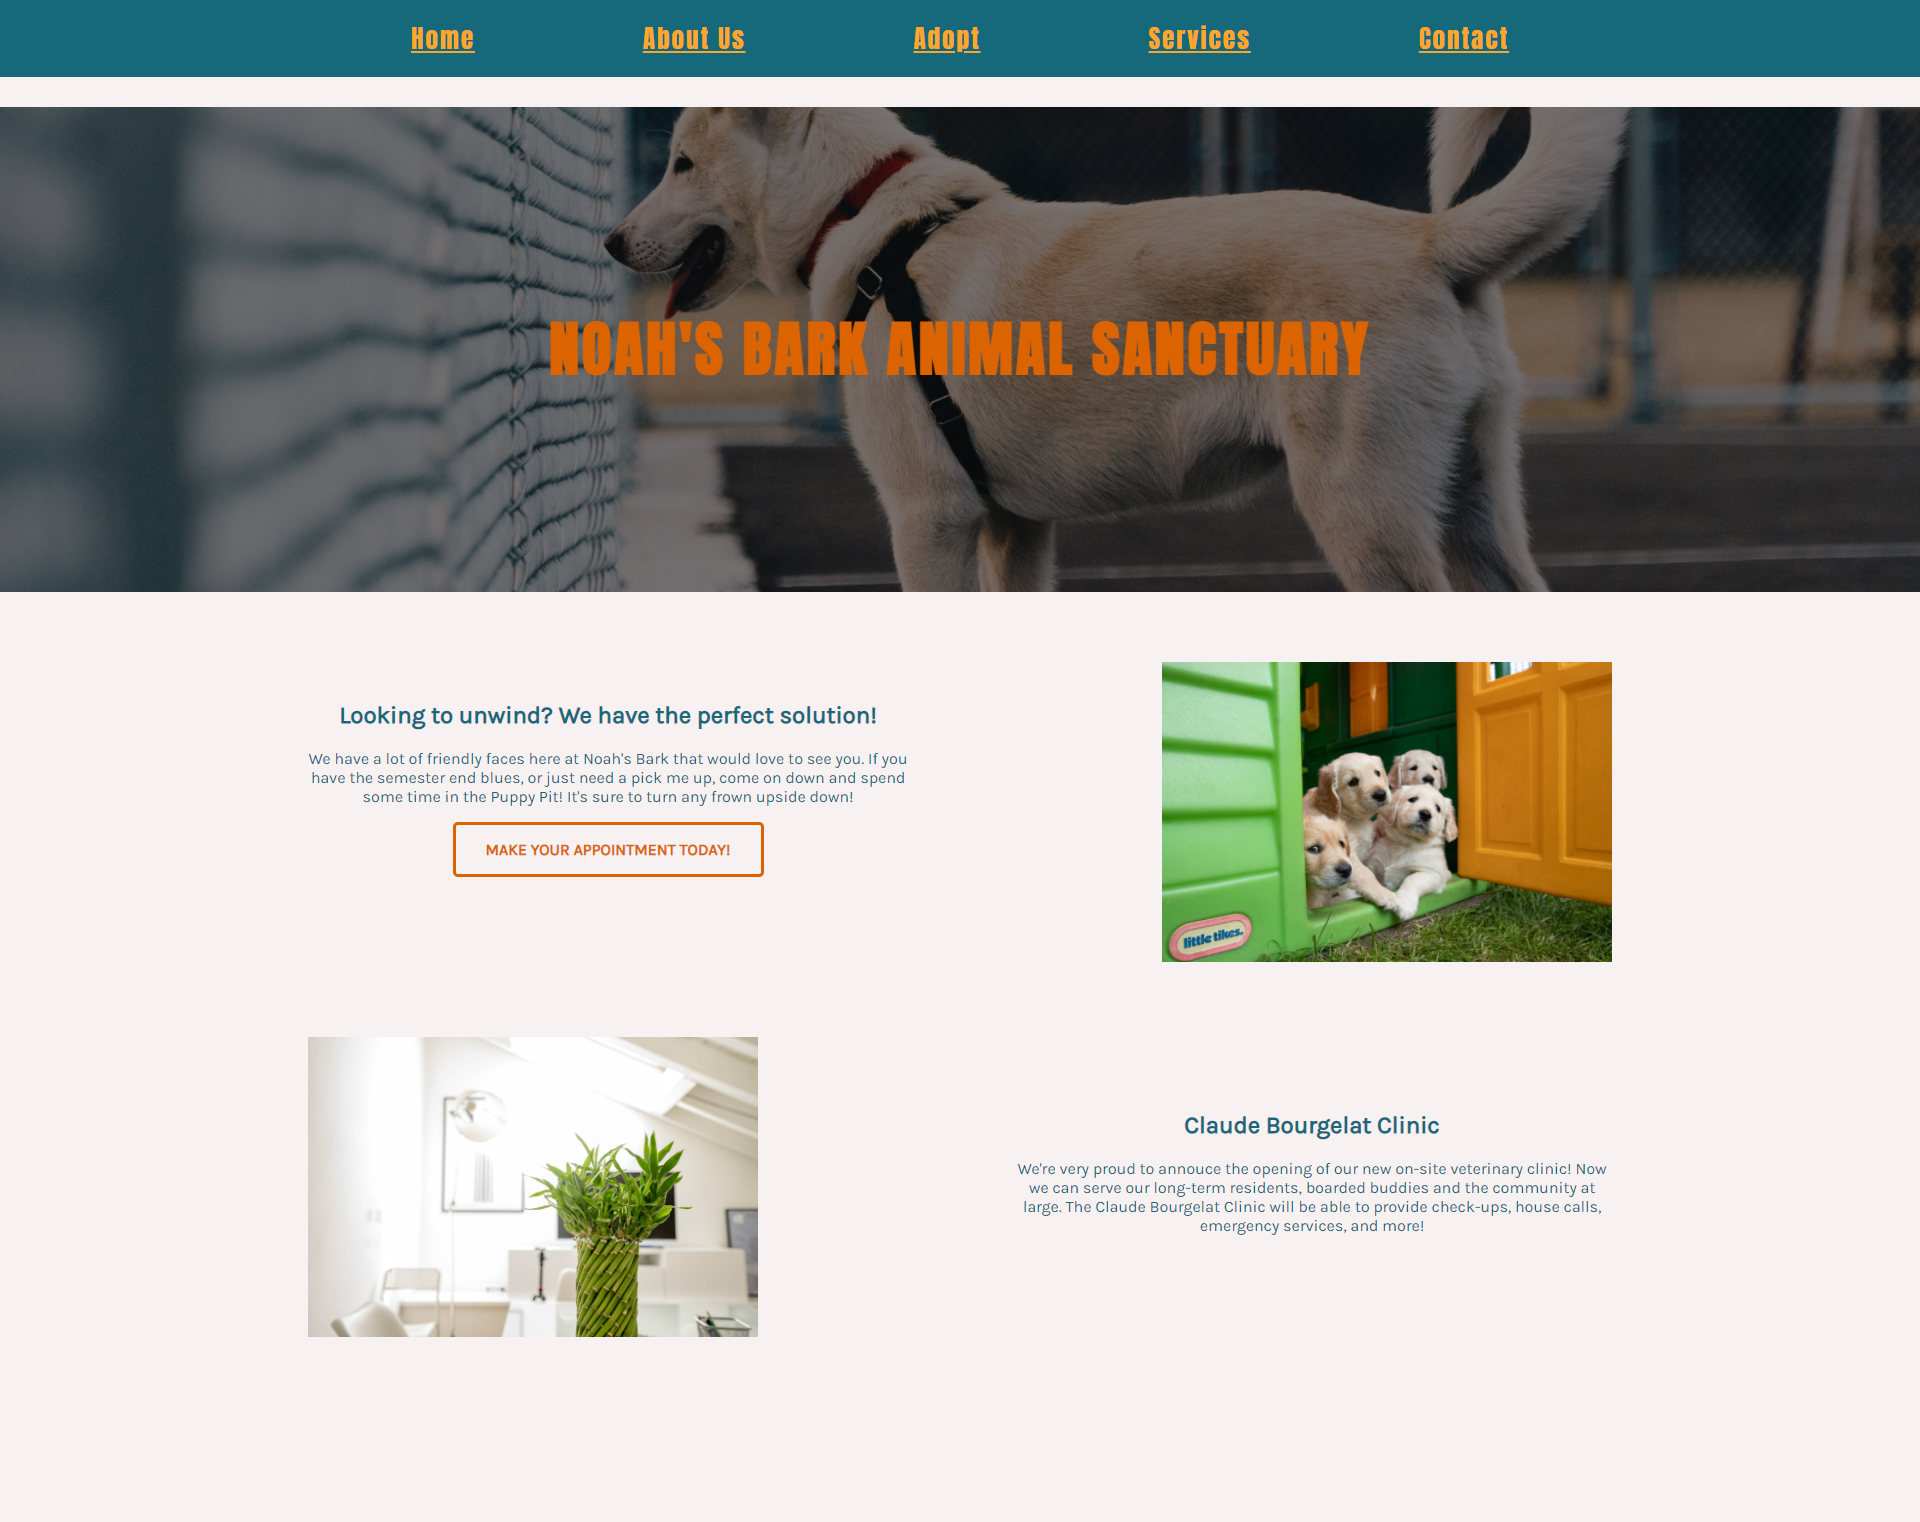 Home About Us Adopt Services Contact
NOAH'S BARK ANIMAL SANCTUARY
Looking to unwind? We have the perfect solution!
We have a lot of friendly faces here at Noah's Bark that would love to see you. If you
have the semester end blues, or just need a pick me up, come on down and spend
some time in the Puppy Pit! It's sure to turn any frown upside down!
MAKE YOUR APPOINTMENT TODAY!
little tikes.
Claude Bourgelat Clinic
We're very proud to annouce the opening of our new on-site veterinary clinic! Now
we can serve our long-term residents, boarded buddies and the community at
large. The Claude Bourgelat Clinic will be able to provide check-ups, house calls,
emergency services, and more!